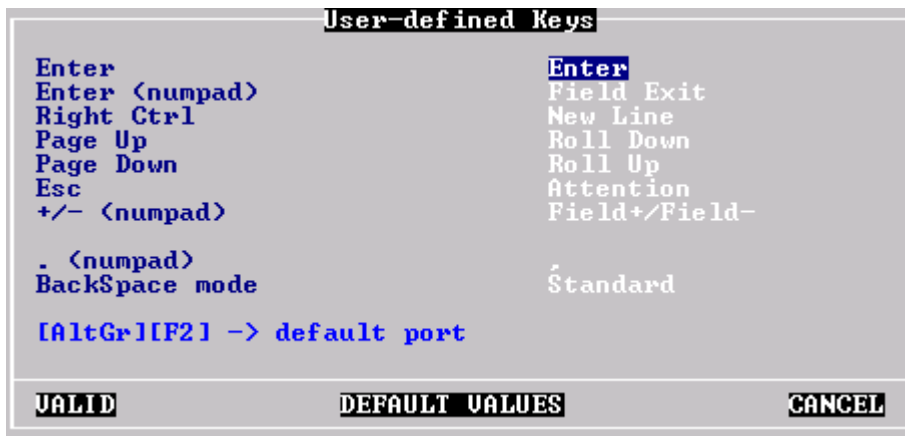 User-defined Keys
Enter Enter
Enter (numpad) Field Exit
Right Ctrl New Line
Page Up Roll Down
Page Down Roll Up
Esc Attention
+/- (numpad) Field+/Field-
. (numpad) ,
BackSpace mode Standard
[AltGr][F2] -> default port
VALID DEFAULT VALUES CANCEL